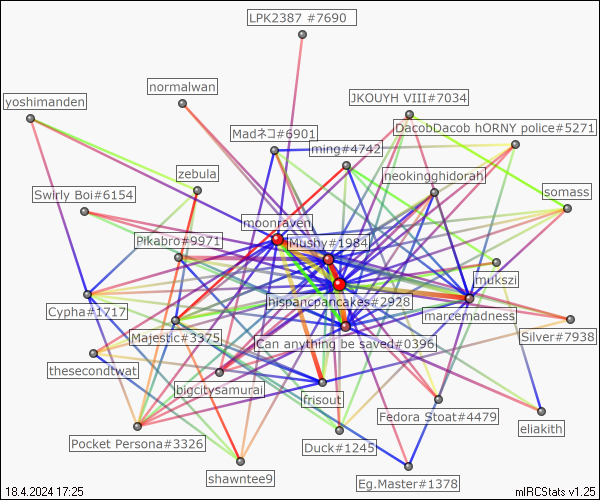 LPK2387 #7690
normalwan
yoshimanden
JKOUYH VIII#7034
DacobDacob hORNY police#5271
Madネコ#6901
ming#4742
zebula
neokingghidorah
Swirly Boi#6154
somass
moonraven
Pikabro#9971
Mushy#1984
mukszi
hispancpancakes#2928
Cypha#1717
marcemadness
Majestic#3375
Can anything be saved#0396
Silver#7938
thesecondtwat
bigcitysamurai
frisout
Fedora Stoat#4479
eliakith
Pocket Persona#3326
Duck#1245
shawntee9
Eg.Master#1378
18.4.2024 17:25
mIRCStats v1.25